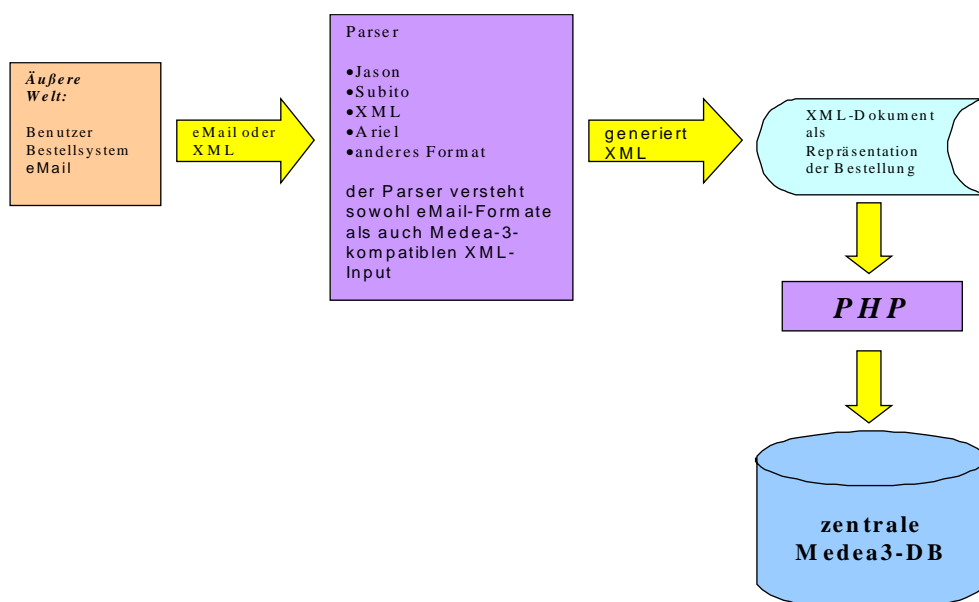 Äußere
Welt:
Benutzer
Bestellsystem
eMail
eMail oder
XML
Parser
•Jason
•Subito
•XML
•Ariel
•anderes Format
der Parser versteht
sowohl eMail-Formate
als auch Medea-3-
kompatiblen XML-
Input
generiert
XML
XML-Dokument
als
Repräsentation
der Bestellung
PHP
zentrale
Medea3-DB